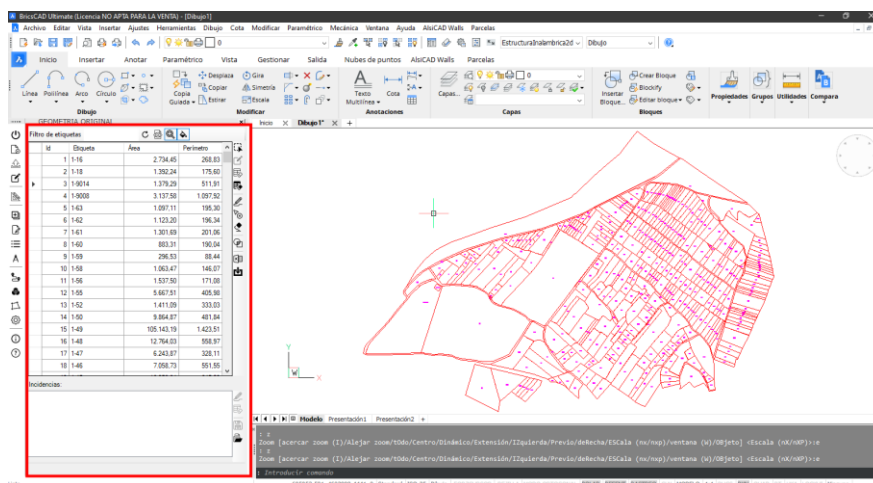 BricsCAD Ultimate (Licencia NO APTA PARA LA VENTA) - [Dibujo1]
Archivo Editar Vista Insertar Ajustes Herramientas Dibujo Cota Modificar Paramétrico Mecánica Ventana Ayuda AlsiCAD Walls Parcelas
0 EstructuraInalambrica2d Dibujo
Inicio Insertar Anotar Paramétrico Vista Gestionar Salida Nubes de puntos AlsiCAD Walls Parcelas
Línea Polilínea Arco Círculo
Copia Guiada
Desplaza Copiar Estirar
Gira Simetría Escala
Texto Multilínea Cota
Capas...
0
Insertar Bloque...
Crear Bloque
Blockify
Editar bloque
Propiedades Grupos Utilidades Compara
Dibujo Modificar Anotaciones Capas Bloques
GEOMETRIA ORIGINAL
Inicio Dibujo1*
Filtro de etiquetas
Id Etiqueta Área Perímetro
1 1-16 2.734,45 268,83
2 1-18 1.392,24 175,60
3 1-9014 1.379,29 511,91
4 1-9008 3.137,58 1.097,92
5 1-63 1.097,11 195,30
6 1-62 1.123,20 196,34
7 1-61 1.301,69 201,06
8 1-60 883,31 190,04
9 1-59 296,53 88,44
10 1-58 1.063,47 146,07
11 1-56 1.537,50 171,08
12 1-55 5.667,51 405,98
13 1-52 1.411,09 333,03
14 1-50 9.864,87 481,84
15 1-49 105.143,19 1.423,51
16 1-48 12.764,03 558,97
17 1-47 6.243,87 328,11
18 1-46 7.058,73 551,55
Incidencias:
Y
W
X
Modelo Presentación1 Presentación2 +
: z
Zoom [acercar zoom (I)/Alejar zoom/tOdo/Centro/Dinámico/Extensión/IZquierda/Previo/deRecha/ESCala (nx/nxp)/ventana (W)/OBjeto] <Escala (nX/nXP)>:e
: z
Zoom [acercar zoom (I)/Alejar zoom/tOdo/Centro/Dinámico/Extensión/IZquierda/Previo/deRecha/ESCala (nx/nxp)/ventana (W)/OBjeto] <Escala (nX/nXP)>:e
: Introducir comando